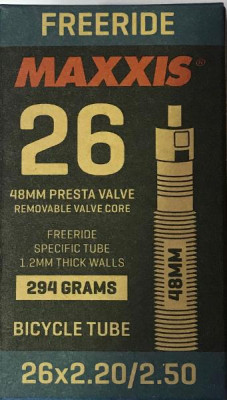 FREERIDE
MAXXIS®
26
48MM PRESTA VALVE
REMOVABLE VALVE CORE
FREERIDE
SPECIFIC TUBE
1.2MM THICK WALLS
294 GRAMS
48MM
BICYCLE TUBE
26x2.20/2.50